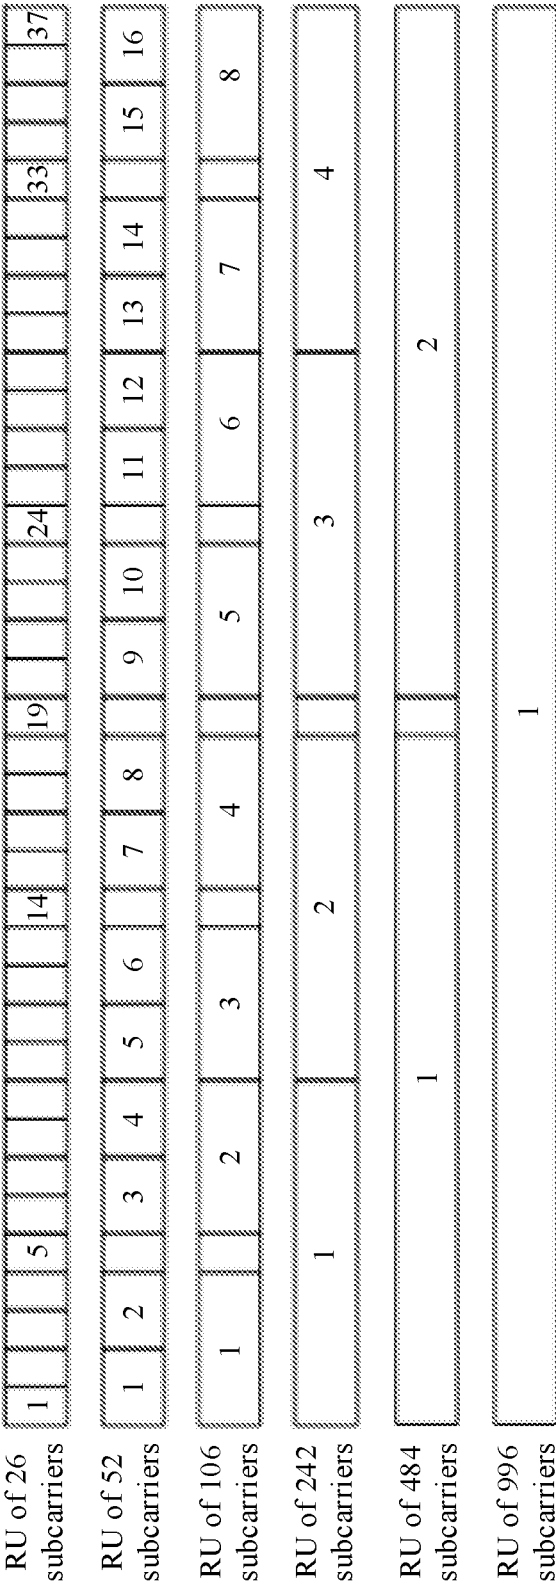 RU of 26
subcarriers
1 5 14 19 24 33 37
RU of 52
subcarriers
1 2 3 4 5 6 7 8 9 10 11 12 13 14 15 16
RU of 106
subcarriers
1 2 3 4 5 6 7 8
RU of 242
subcarriers
1 2 3 4
RU of 484
subcarriers
1 2
RU of 996
subcarriers
1